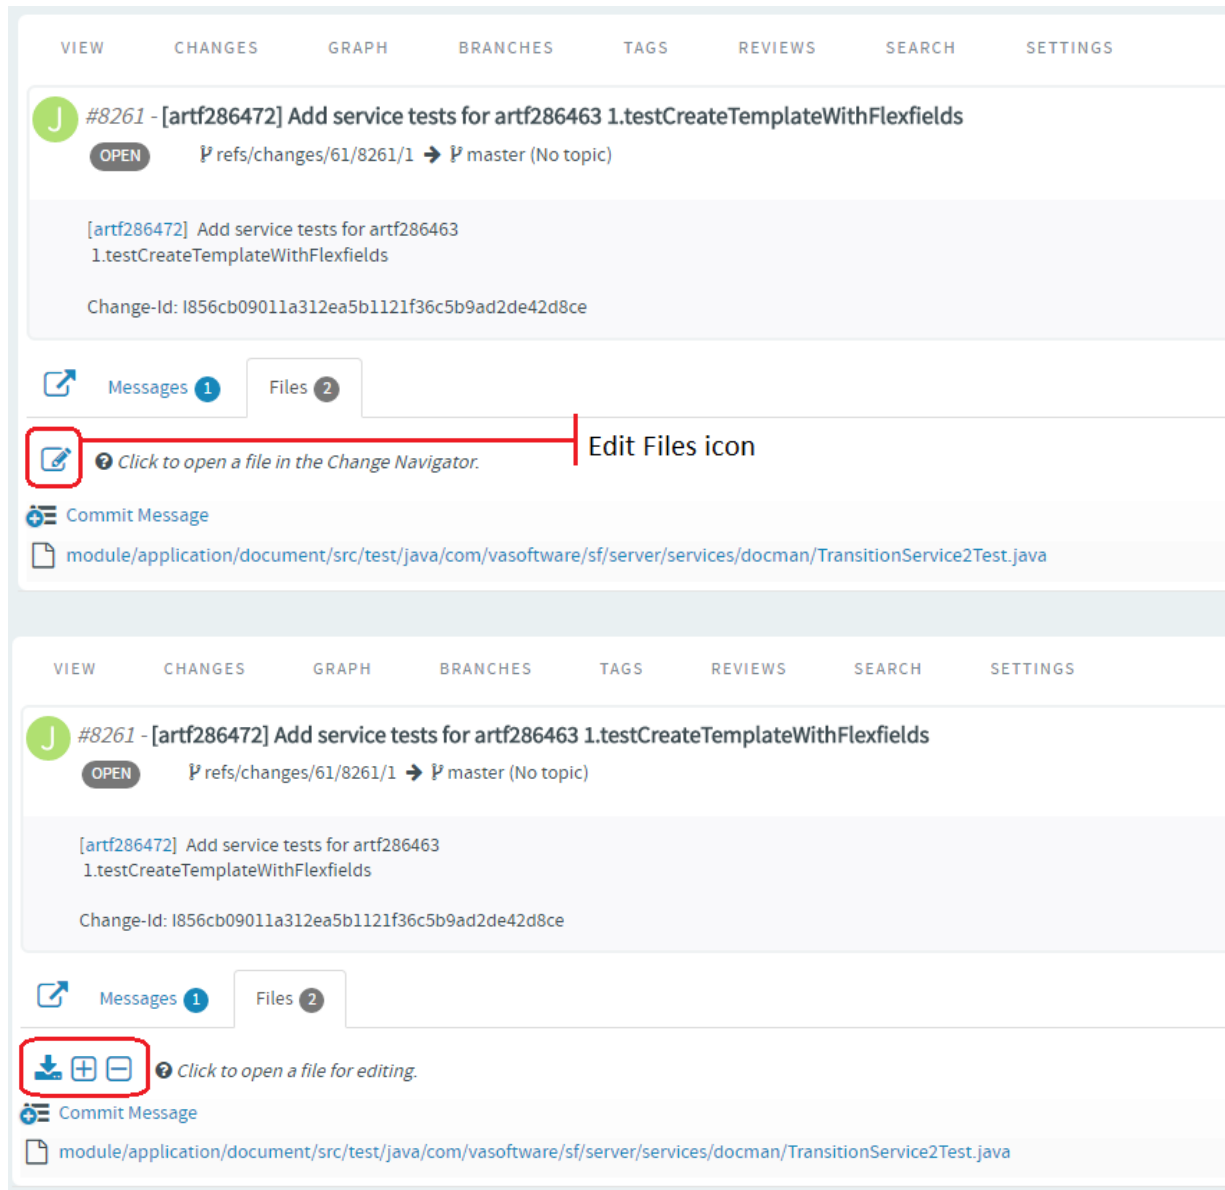 VIEW CHANGES GRAPH BRANCHES TAGS REVIEWS SEARCH SETTINGS
J #8261 - [artf286472] Add service tests for artf286463 1.testCreateTemplateWithFlexfields
OPEN refs/changes/61/8261/1 → master (No topic)
[artf286472] Add service tests for artf286463
1.testCreateTemplateWithFlexfields
Change-Id: I856cb09011a312ea5b1121f36c5b9ad2de42d8ce
Messages 1 Files 2
Edit Files icon
Click to open a file in the Change Navigator.
Commit Message
module/application/document/src/test/java/com/vasoftware/sf/server/services/docman/TransitionService2Test.java
VIEW CHANGES GRAPH BRANCHES TAGS REVIEWS SEARCH SETTINGS
J #8261 - [artf286472] Add service tests for artf286463 1.testCreateTemplateWithFlexfields
OPEN refs/changes/61/8261/1 → master (No topic)
[artf286472] Add service tests for artf286463
1.testCreateTemplateWithFlexfields
Change-Id: I856cb09011a312ea5b1121f36c5b9ad2de42d8ce
Messages 1 Files 2
Click to open a file for editing.
Commit Message
module/application/document/src/test/java/com/vasoftware/sf/server/services/docman/TransitionService2Test.java